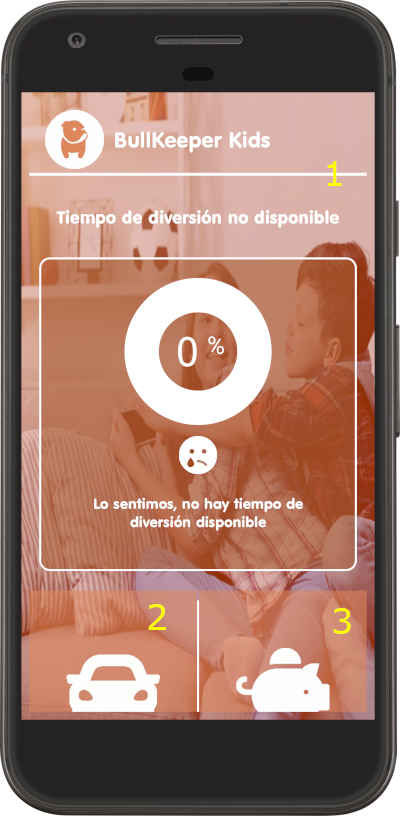 BullKeeper Kids
1
Tiempo de diversión no disponible
0 %
Lo sentimos, no hay tiempo de
diversión disponible
2
3